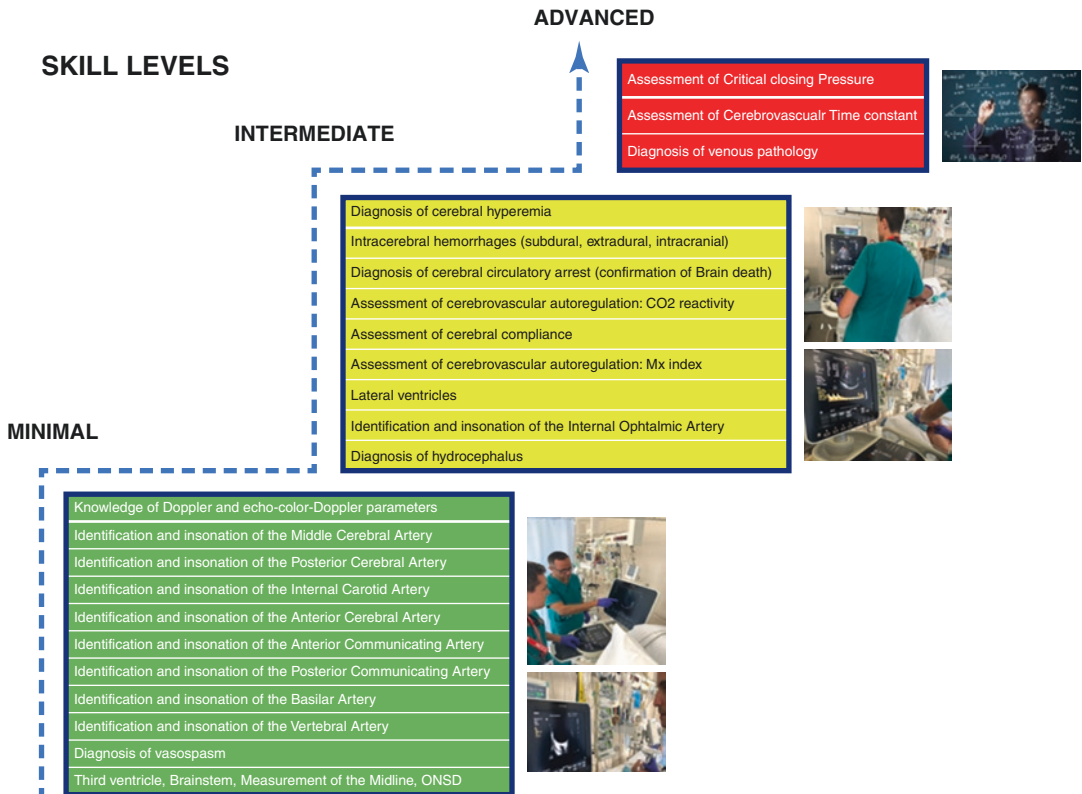 ADVANCED
SKILL LEVELS
Assessment of Critical closing Pressure
Assessment of Cerebrovascualr Time constant
Diagnosis of venous pathology
INTERMEDIATE
Diagnosis of cerebral hyperemia
Intracerebral hemorrhages (subdural, extradural, intracranial)
Diagnosis of cerebral circulatory arrest (confirmation of Brain death)
Assessment of cerebrovascular autoregulation: CO2 reactivity
Assessment of cerebral compliance
Assessment of cerebrovascular autoregulation: Mx index
Lateral ventricles
Identification and insonation of the Internal Ophtalmic Artery
Diagnosis of hydrocephalus
MINIMAL
Knowledge of Doppler and echo-color-Doppler parameters
Identification and insonation of the Middle Cerebral Artery
Identification and insonation of the Posterior Cerebral Artery
Identification and insonation of the Internal Carotid Artery
Identification and insonation of the Anterior Cerebral Artery
Identification and insonation of the Anterior Communicating Artery
Identification and insonation of the Posterior Communicating Artery
Identification and insonation of the Basilar Artery
Identification and insonation of the Vertebral Artery
Diagnosis of vasospasm
Third ventricle, Brainstem, Measurement of the Midline, ONSD